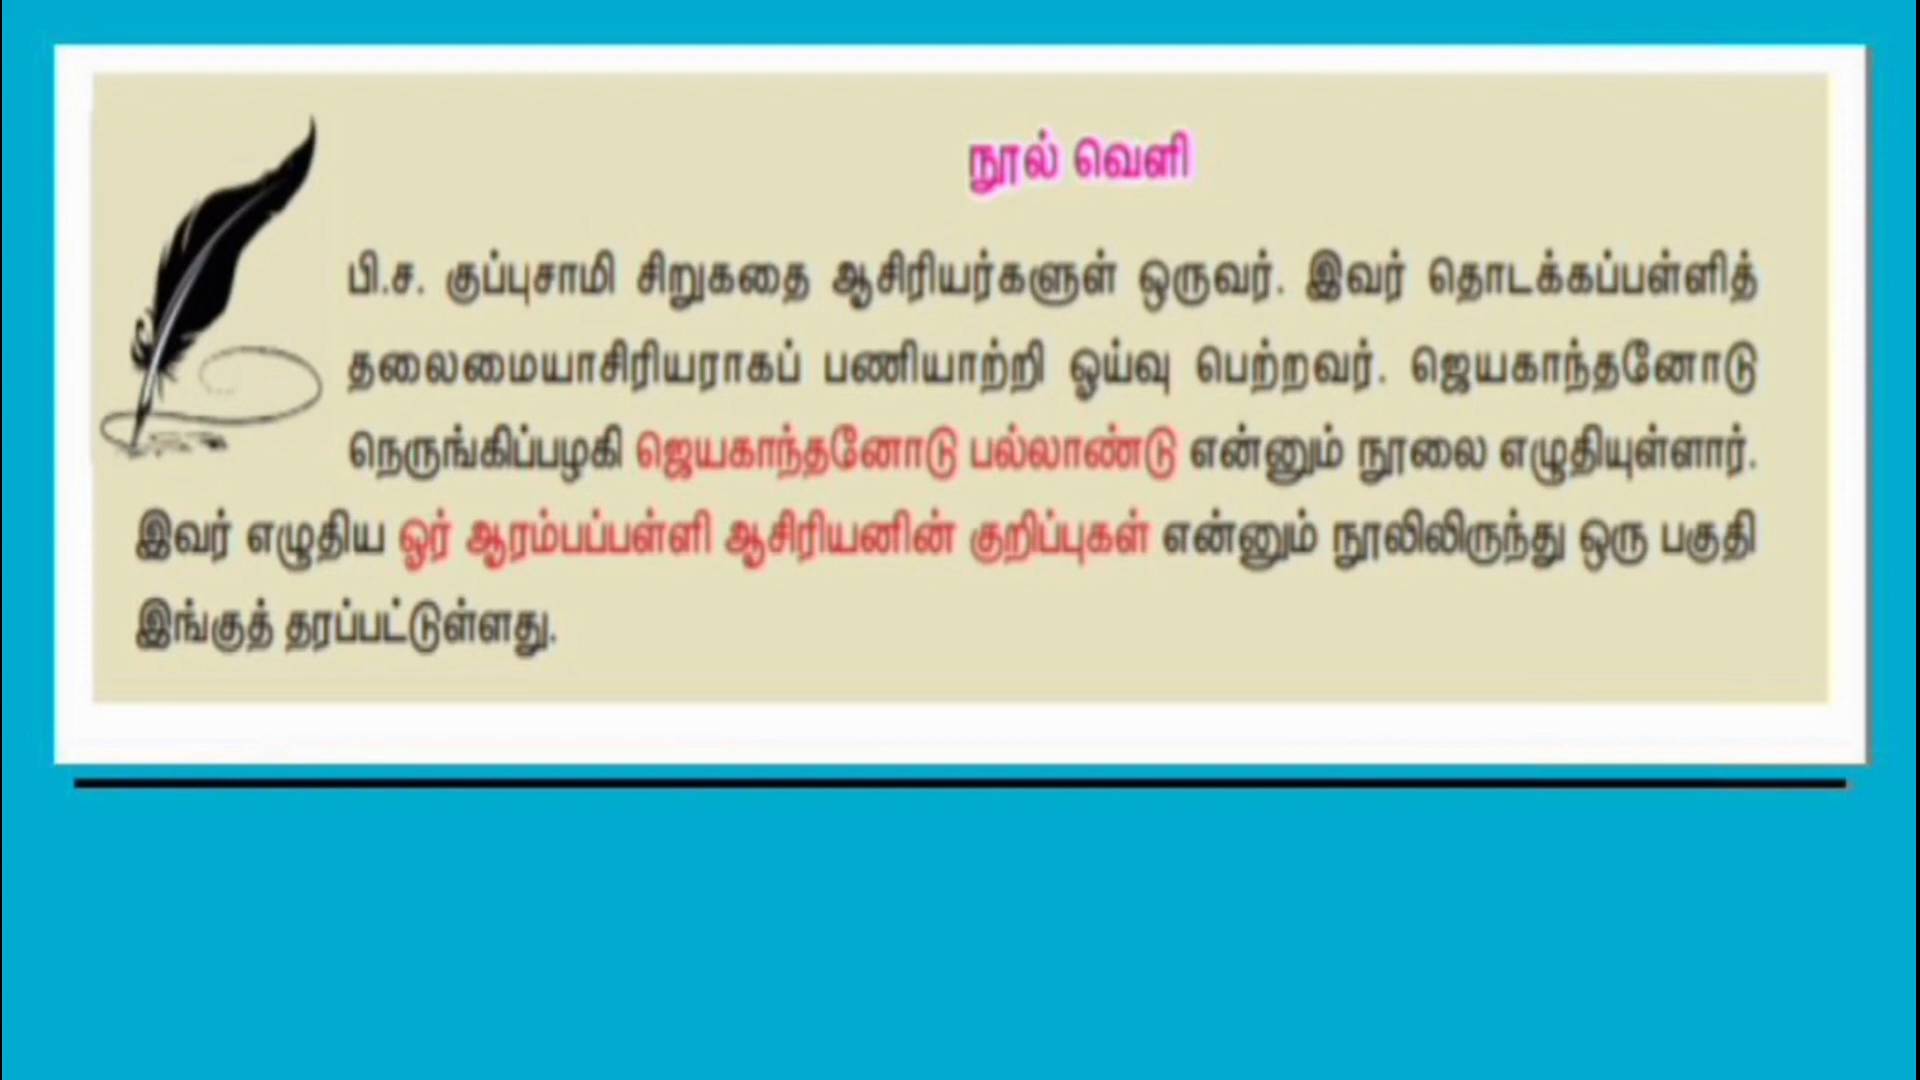 நூல் வெளி
பி.ச. குப்புசாமி சிறுகதை ஆசிரியர்களுள் ஒருவர். இவர் தொடக்கப்பள்ளித்
தலைமையாசிரியராகப் பணியாற்றி ஓய்வு பெற்றவர். ஜெயகாந்தனோடு
நெருங்கிப்பழகி ஜெயகாந்தனோடு பல்லாண்டு என்னும் நூலை எழுதியுள்ளார்.
இவர் எழுதிய ஓர் ஆரம்பப்பள்ளி ஆசிரியனின் குறிப்புகள் என்னும் நூலிலிருந்து ஒரு பகுதி
இங்குத் தரப்பட்டுள்ளது.